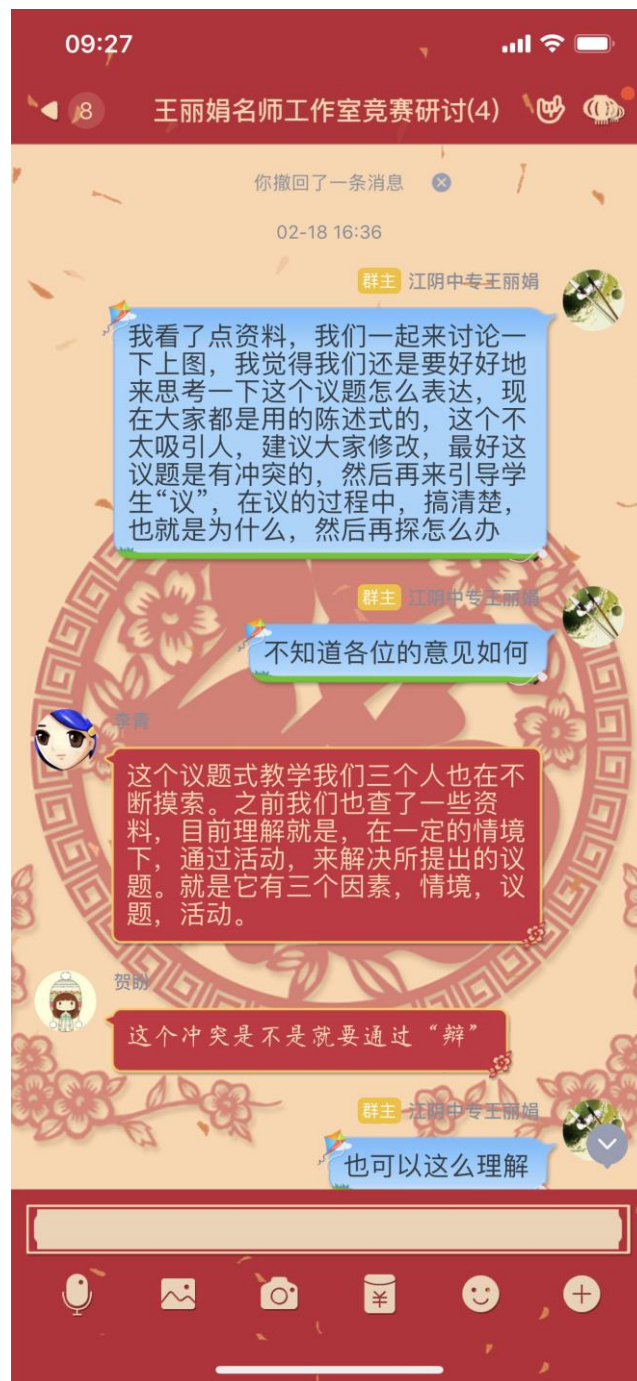 09:27
8
王丽娟名师工作室竞赛研讨(4)
你撤回了一条消息
02-18 16:36
群主 江阴中专王丽娟
我看了点资料，我们一起来讨论一
下上图，我觉得我们还是要好好地
来思考一下这个议题怎么表达，现
在大家都是用的陈述式的，这个不
太吸引人，建议大家修改，最好这
议题是有冲突的，然后再来引导学
生“议”，在议的过程中，搞清楚，
也就是为什么，然后再探怎么办
群主 江阴中专王丽娟
不知道各位的意见如何
李青
这个议题式教学我们三个人也在不
断摸索。之前我们也查了一些资
料，目前理解就是，在一定的情境
下，通过活动，来解决所提出的议
题。就是它有三个因素，情境，议
题，活动。
贺盼
这个冲突是不是就要通过“辩”
群主 江阴中专王丽娟
也可以这么理解